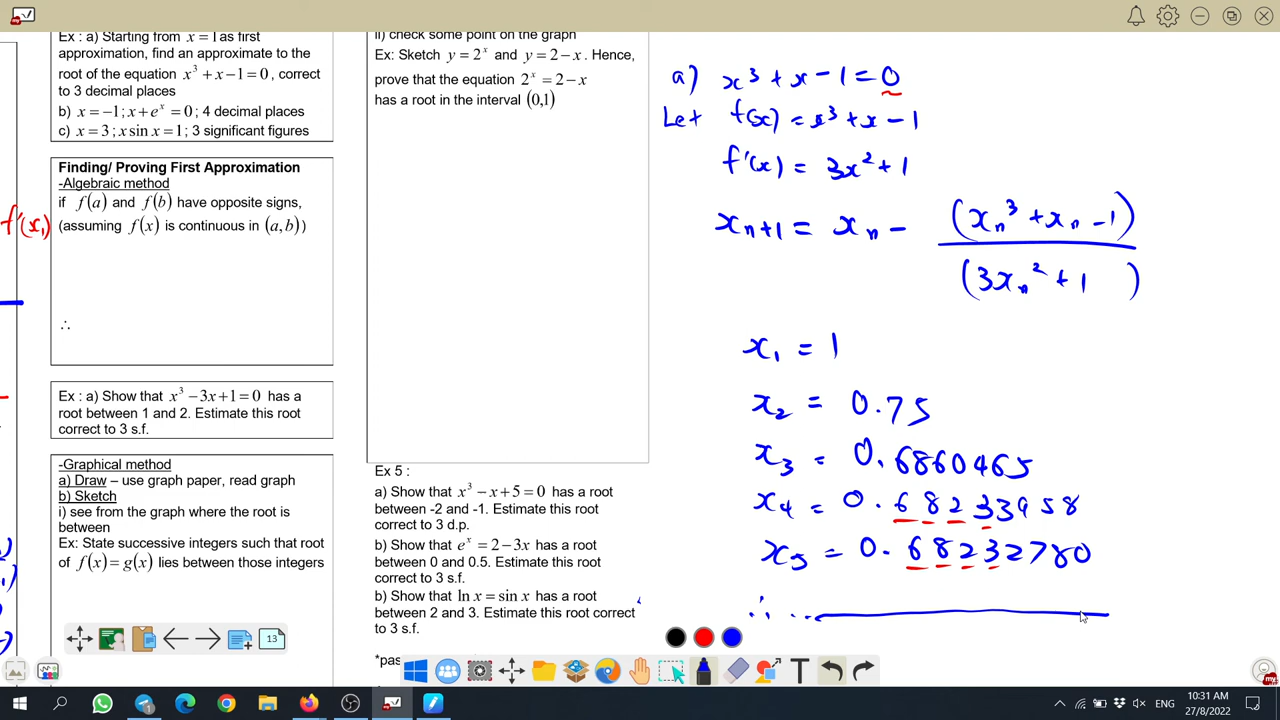 Ex : a) Starting from x = 1 as first
approximation, find an approximate to the
root of the equation x³ + x − 1 = 0, correct
to 3 decimal places
b) x = −1 ; x + eˣ = 0 ; 4 decimal places
c) x = 3 ; x sin x = 1 ; 3 significant figures
Finding/ Proving First Approximation
-Algebraic method
if f(a) and f(b) have opposite signs,
(assuming f(x) is continuous in (a,b))
∴
f'(x₁)
Ex : a) Show that x³ − 3x + 1 = 0 has a
root between 1 and 2. Estimate this root
correct to 3 s.f.
-Graphical method
a) Draw – use graph paper, read graph
b) Sketch
i) see from the graph where the root is
between
Ex: State successive integers such that root
of f(x) = g(x) lies between those integers
ii) check some point on the graph
Ex: Sketch y = 2ˣ and y = 2 − x . Hence,
prove that the equation 2ˣ = 2 − x
has a root in the interval (0,1)
Ex 5 :
a) Show that x³ − x + 5 = 0 has a root
between -2 and -1. Estimate this root
correct to 3 d.p.
b) Show that eˣ = 2 − 3x has a root
between 0 and 0.5. Estimate this root
correct to 3 s.f.
b) Show that ln x = sin x has a root
between 2 and 3. Estimate this root correct
to 3 s.f.
*pas
a) x³ + x − 1 = 0
Let f(x) = x³ + x − 1
f'(x) = 3x² + 1
xₙ₊₁ = xₙ − (xₙ³ + xₙ − 1)
(3xₙ² + 1 )
x₁ = 1
x₂ = 0.75
x₃ = 0.6860465
x₄ = 0.68233958
x₅ = 0.68232780
∴ ...
13
T
ENG
10:31 AM
27/8/2022